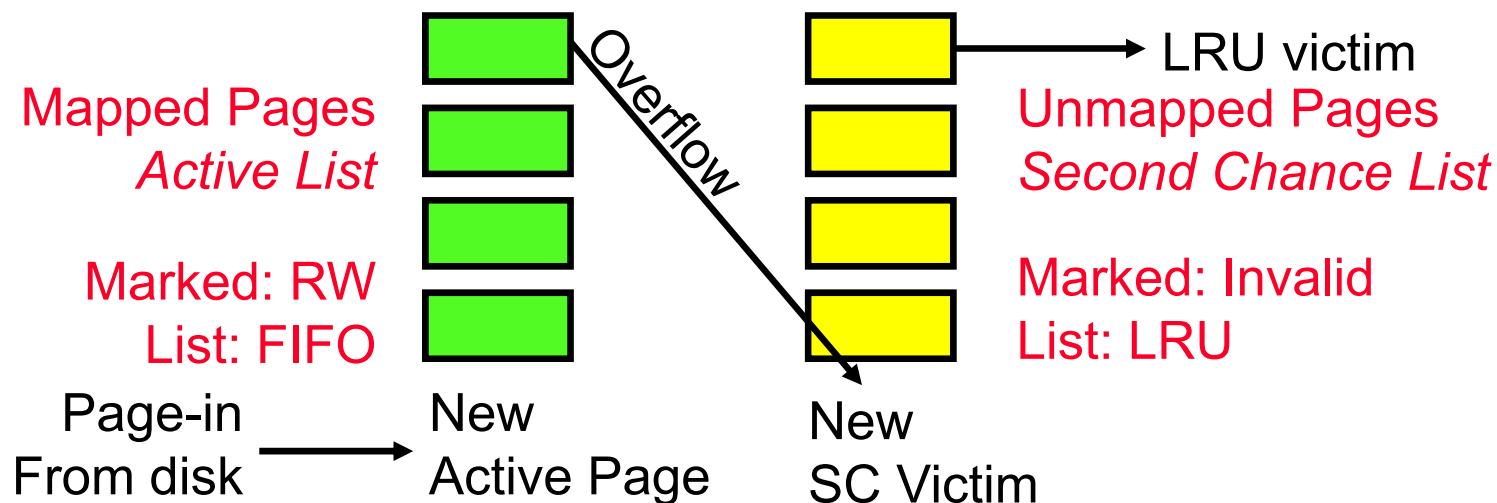 Mapped Pages
Active List
Marked: RW
List: FIFO
Page-in
From disk
New
Active Page
Overflow
New
SC Victim
LRU victim
Unmapped Pages
Second Chance List
Marked: Invalid
List: LRU